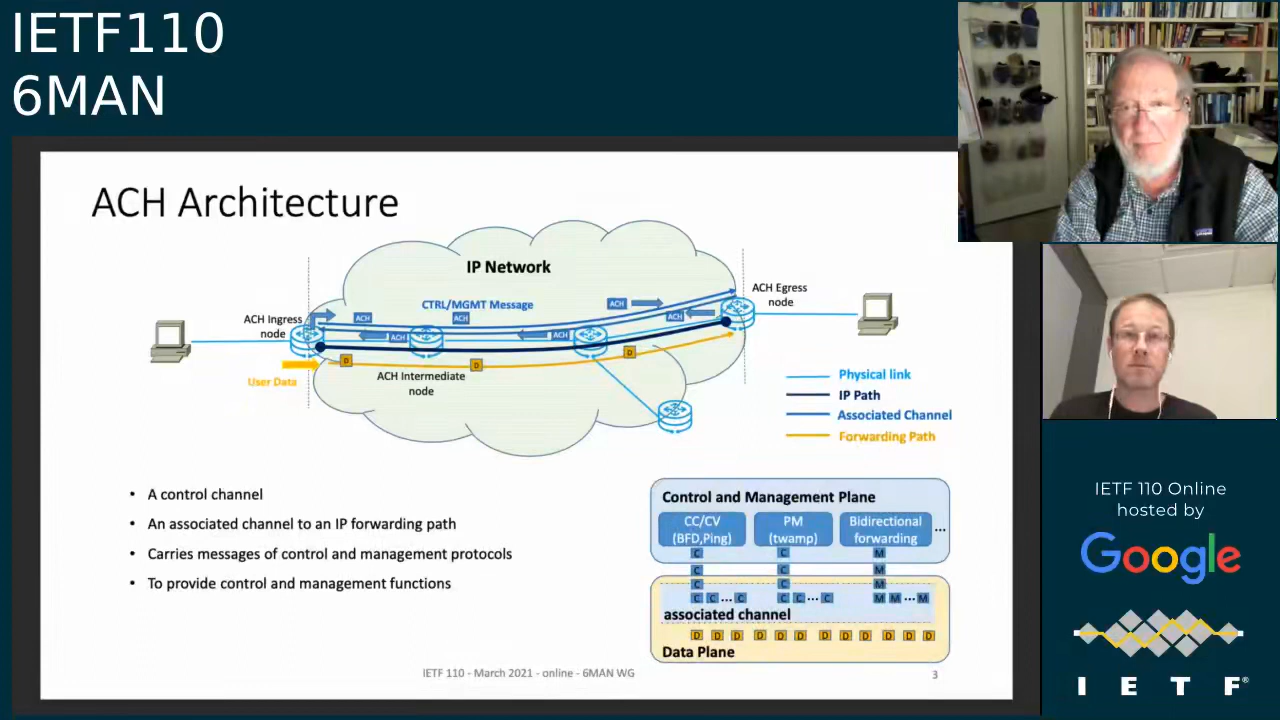 IETF110
6MAN
ACH Architecture
IP Network
CTRL/MGMT Message
ACH Ingress
node
ACH Egress
node
ACH
ACH
ACH
ACH
ACH
ACH
D
D
D
User Data
ACH Intermediate
node
Physical link
IP Path
Associated Channel
Forwarding Path
• A control channel
• An associated channel to an IP forwarding path
• Carries messages of control and management protocols
• To provide control and management functions
Control and Management Plane
CC/CV
(BFD,Ping)
PM
(twamp)
Bidirectional
forwarding
...
C C M
C C M
C C M
C C ... C C C ... C M M ... M
associated channel
D D D D D D D D D D D D
Data Plane
IETF 110 - March 2021 - online - 6MAN WG
3
IETF 110 Online
hosted by
Google
I E T F®